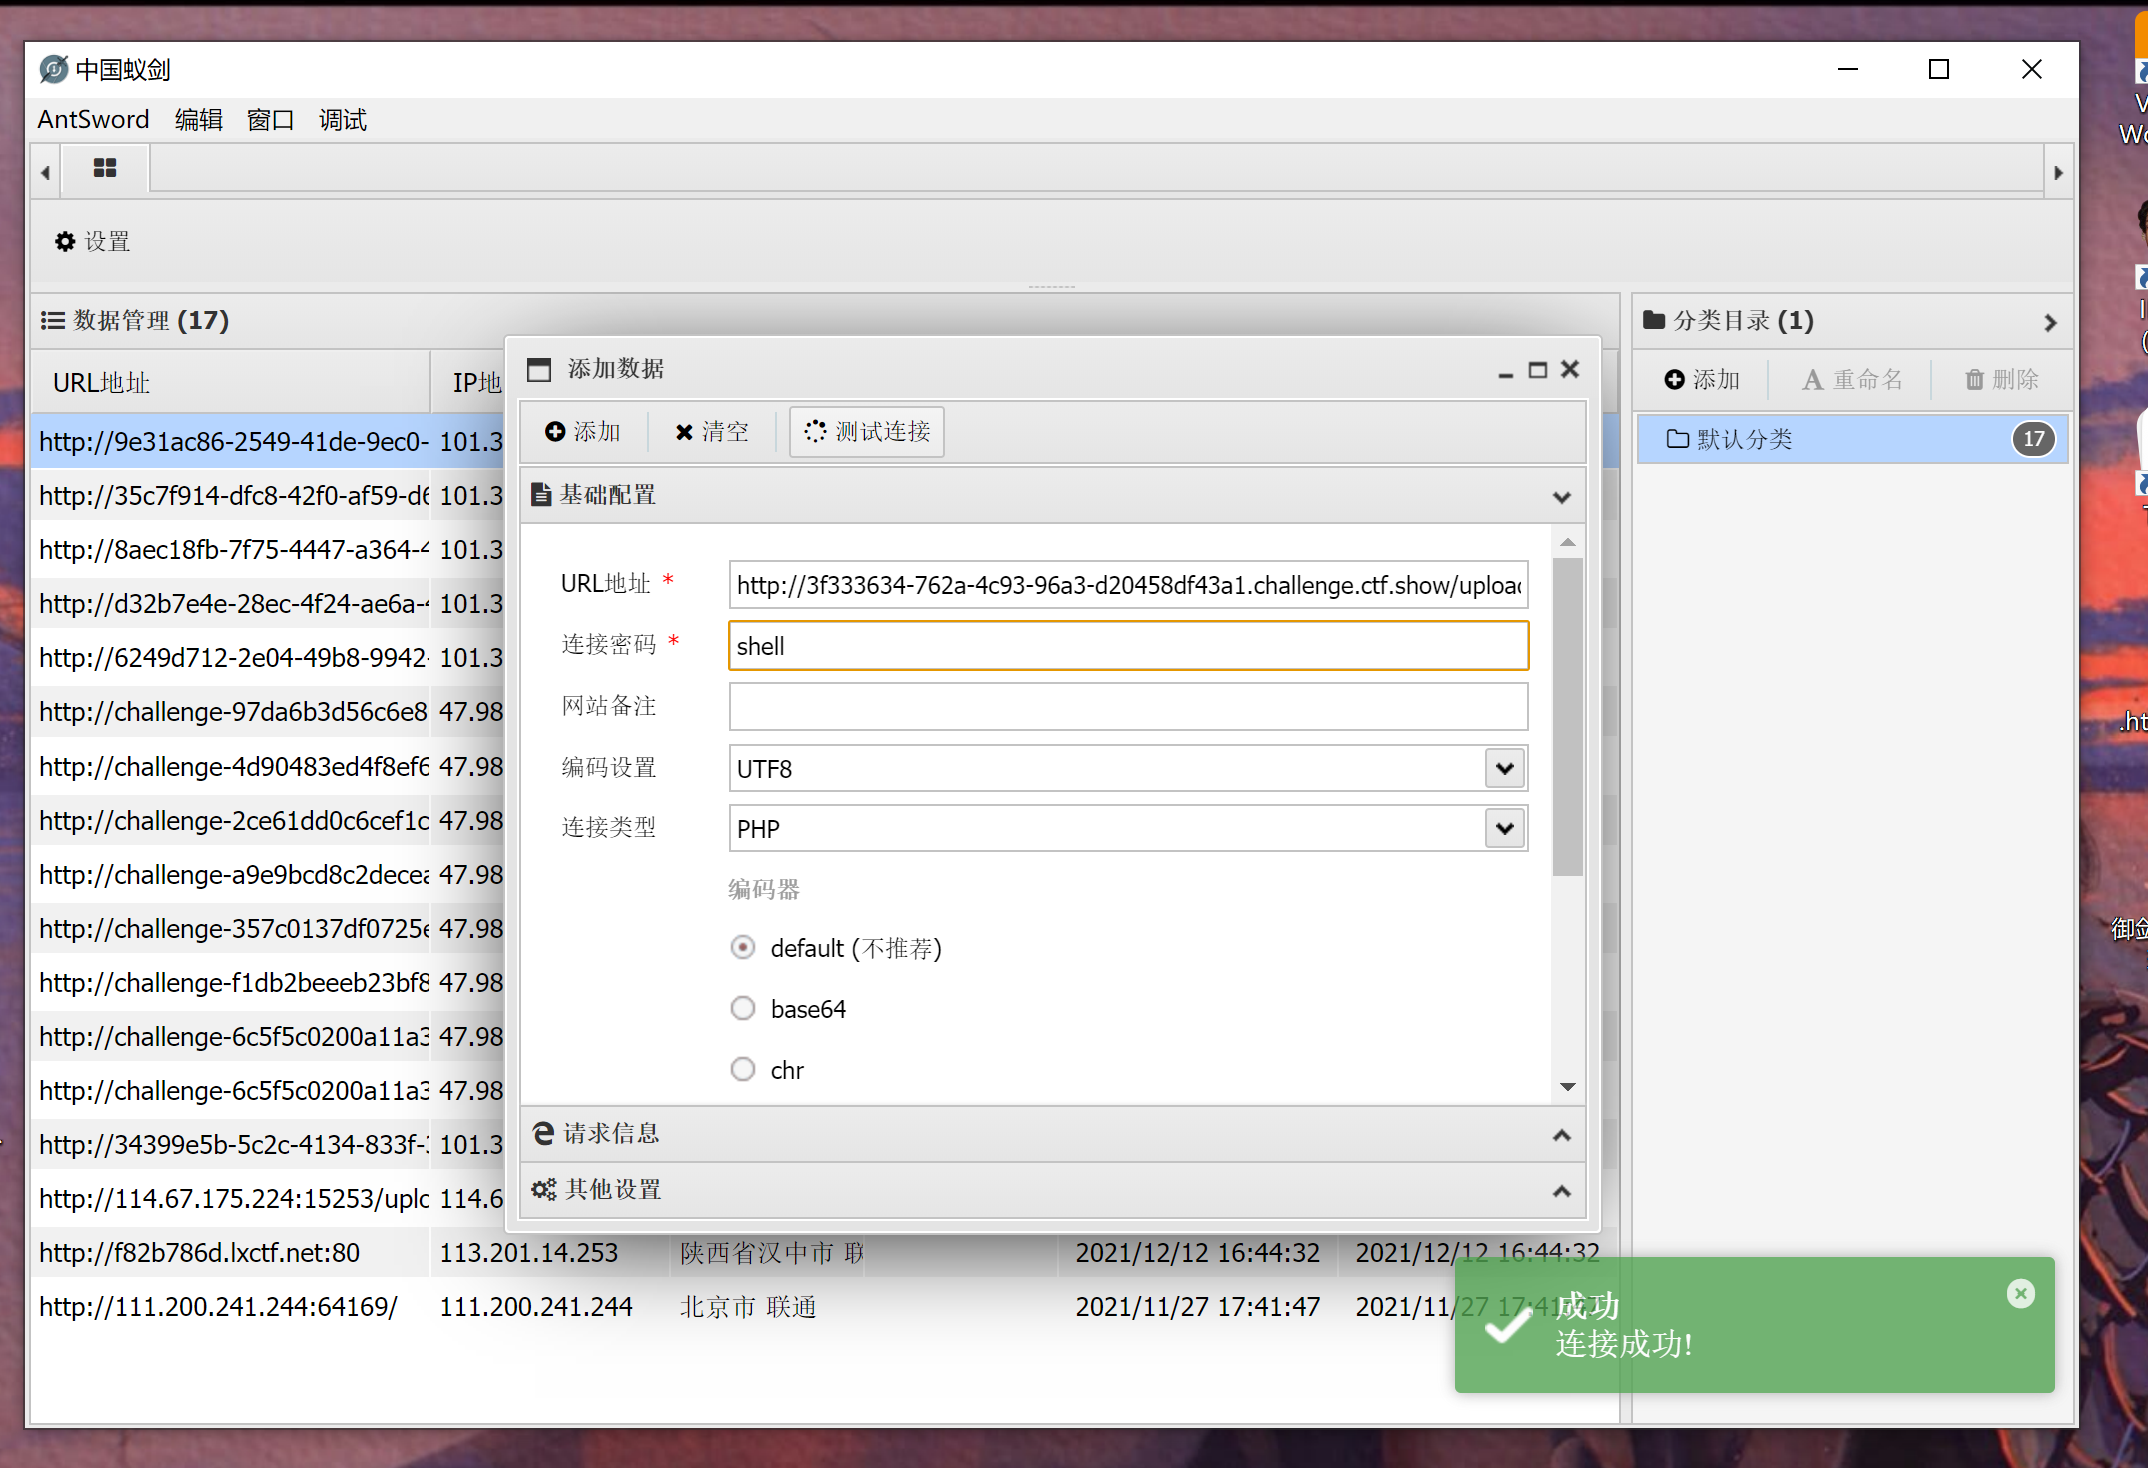 中国蚁剑
AntSword 编辑 窗口 调试
设置
数据管理 (17)
分类目录 (1)
URL地址 IP地
添加 重命名 删除
默认分类 17
添加数据
添加 清空 测试连接
基础配置
URL地址 * http://3f333634-762a-4c93-96a3-d20458df43a1.challenge.ctf.show/uploa
连接密码 * shell
网站备注
编码设置 UTF8
连接类型 PHP
编码器
default (不推荐)
base64
chr
请求信息
其他设置
http://9e31ac86-2549-41de-9ec0- 101.3
http://35c7f914-dfc8-42f0-af59-d6 101.3
http://8aec18fb-7f75-4447-a364-4 101.3
http://d32b7e4e-28ec-4f24-ae6a- 101.3
http://6249d712-2e04-49b8-9942- 101.3
http://challenge-97da6b3d56c6e8 47.98
http://challenge-4d90483ed4f8ef6 47.98
http://challenge-2ce61dd0c6cef1c 47.98
http://challenge-a9e9bcd8c2decea 47.98
http://challenge-357c0137df0725e 47.98
http://challenge-f1db2beeeb23bf8 47.98
http://challenge-6c5f5c0200a11a3 47.98
http://challenge-6c5f5c0200a11a3 47.98
http://34399e5b-5c2c-4134-833f- 101.3
http://114.67.175.224:15253/uplo 114.6
http://f82b786d.lxctf.net:80 113.201.14.253 陕西省汉中市 联 2021/12/12 16:44:32 2021/12/12 16:44:32
http://111.200.241.244:64169/ 111.200.241.244 北京市 联通 2021/11/27 17:41:47 2021/11/27 17:41:47
成功
连接成功!
Wo
.ht
御剑